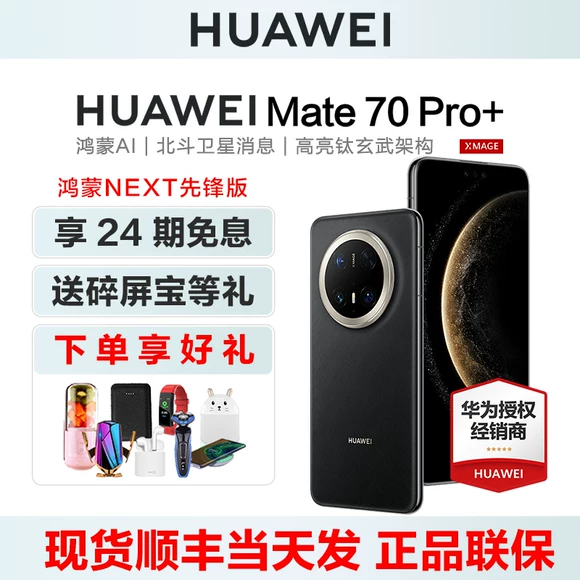 HUAWEI
HUAWEI Mate 70 Pro+
鸿蒙AI｜北斗卫星消息｜高亮钛玄武架构
XMAGE
鸿蒙NEXT先锋版
享 24 期免息
送碎屏宝等礼
下单享好礼
HUAWEI
华为授权
经销商
HUAWEI
现货顺丰当天发 正品联保